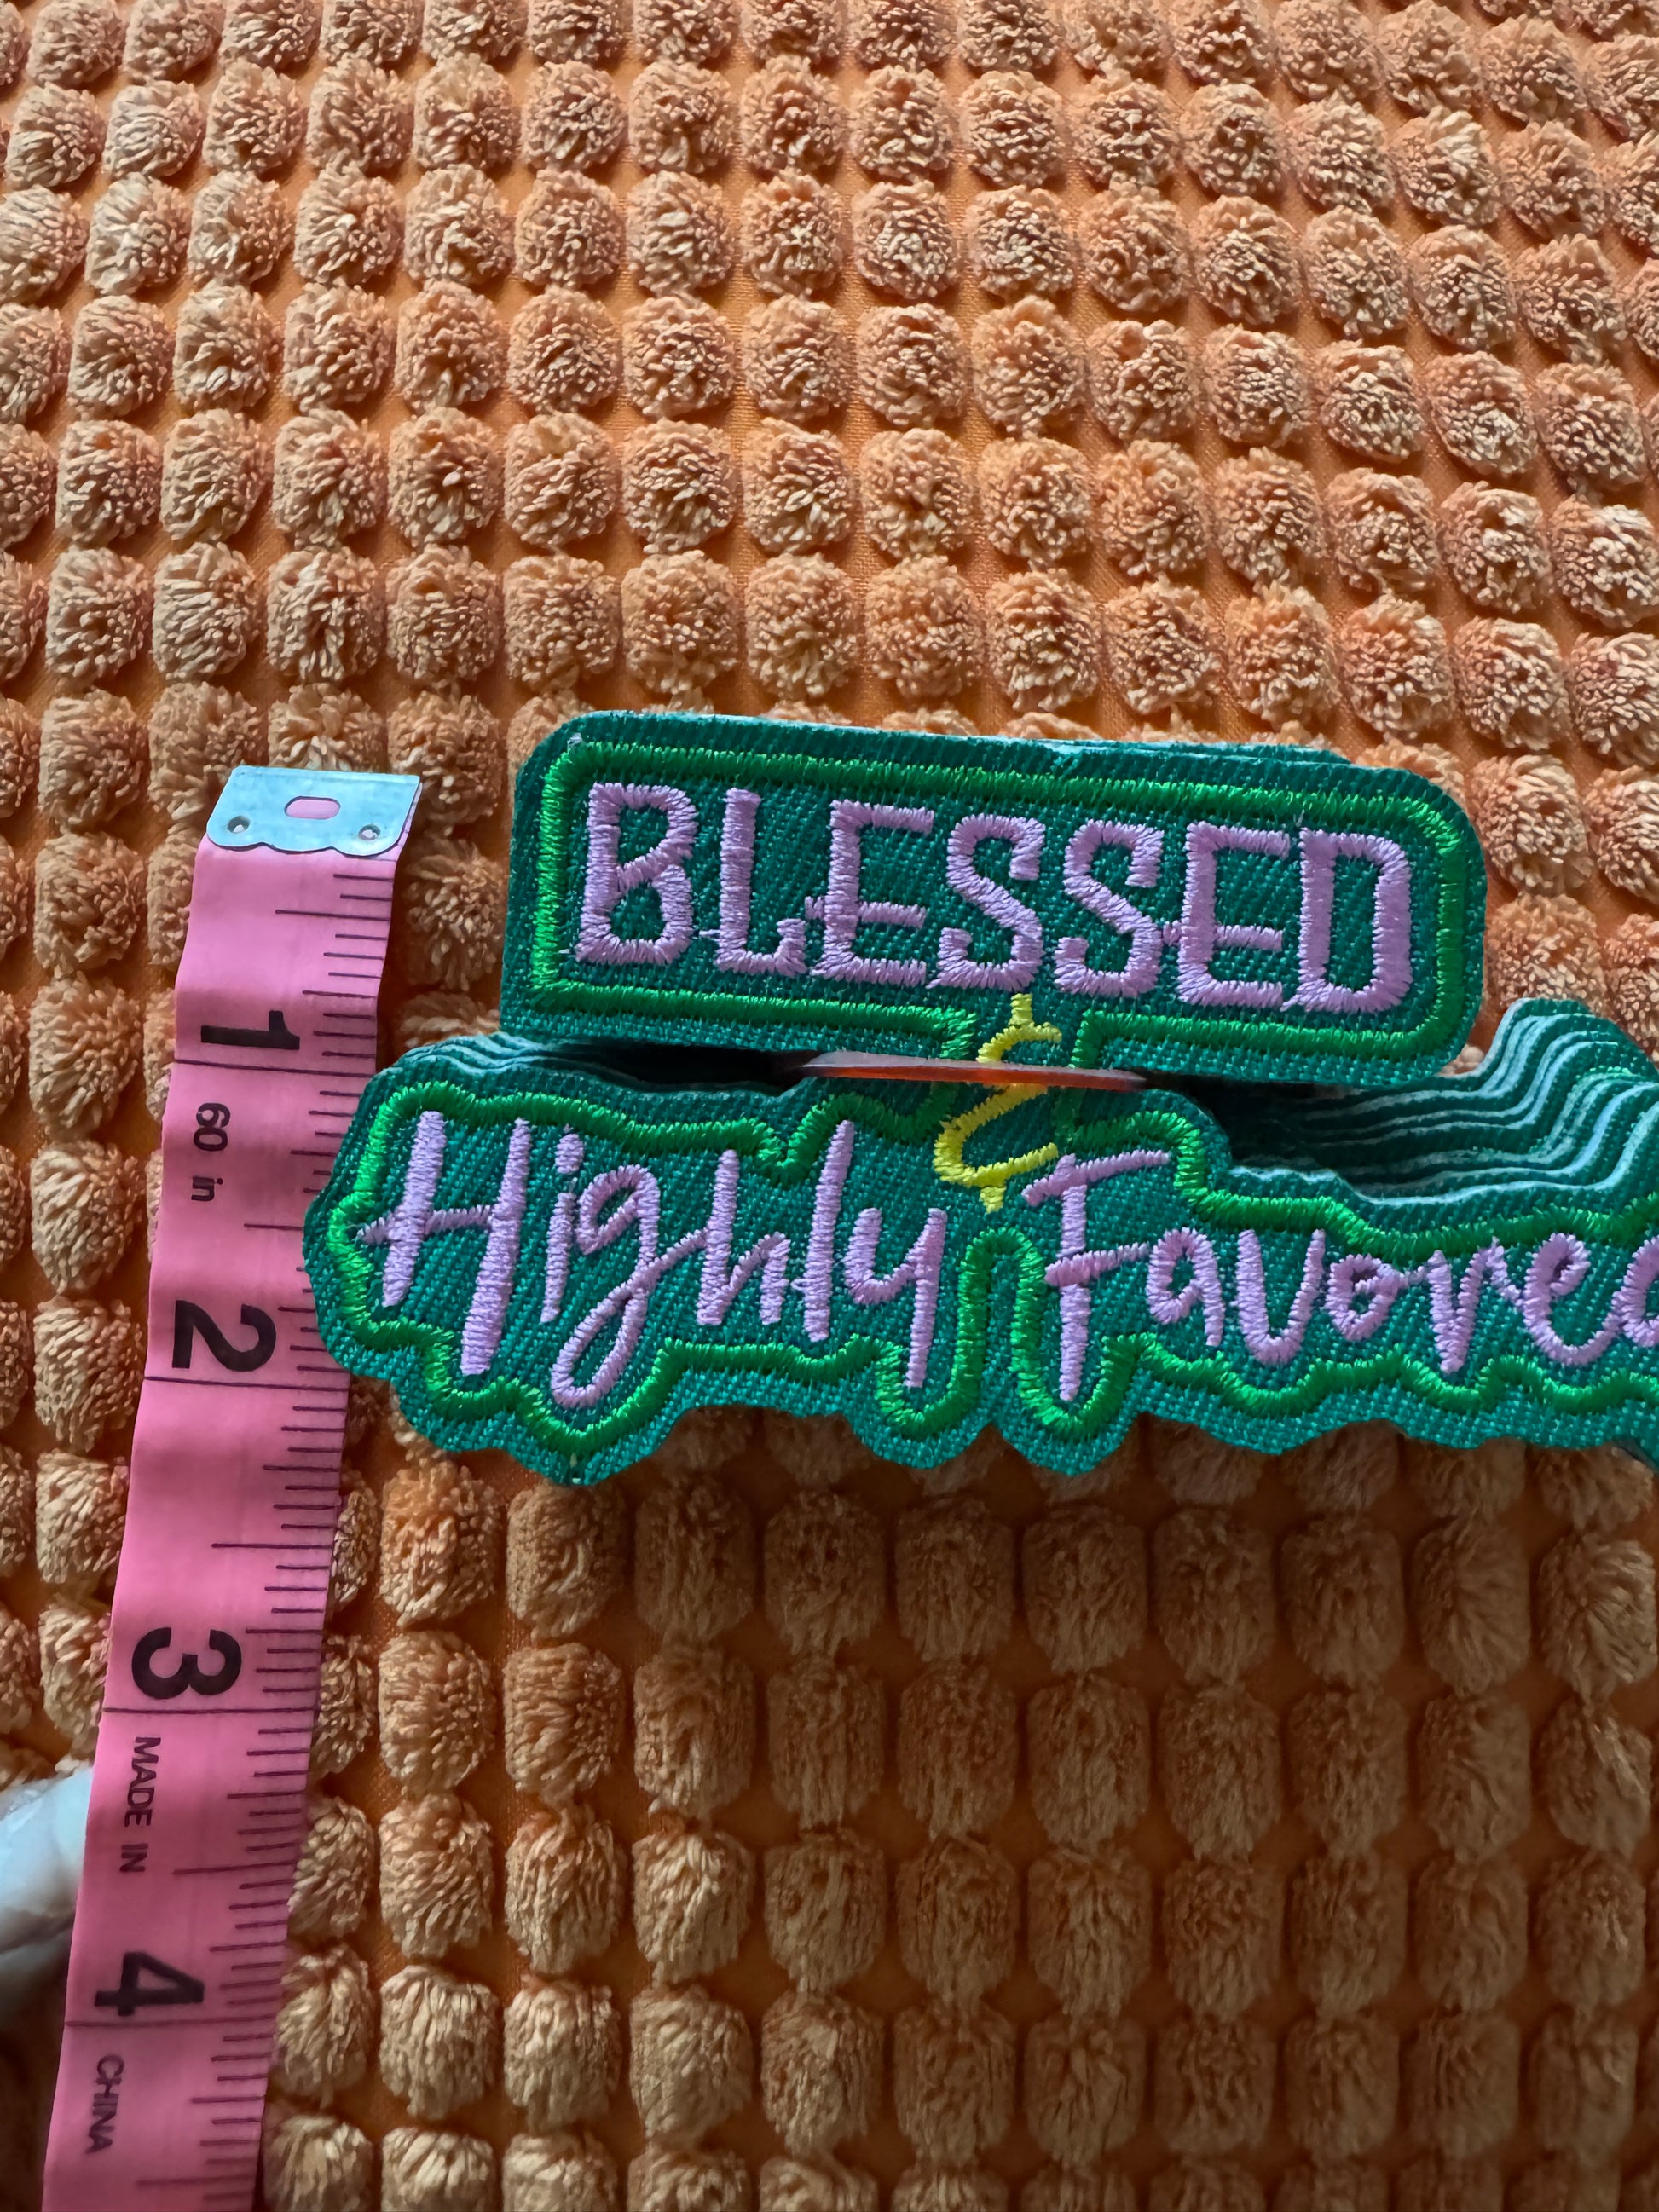 BLESSED
&
Highly Favored
1
60 in
2
3
MADE IN
4
CHINA